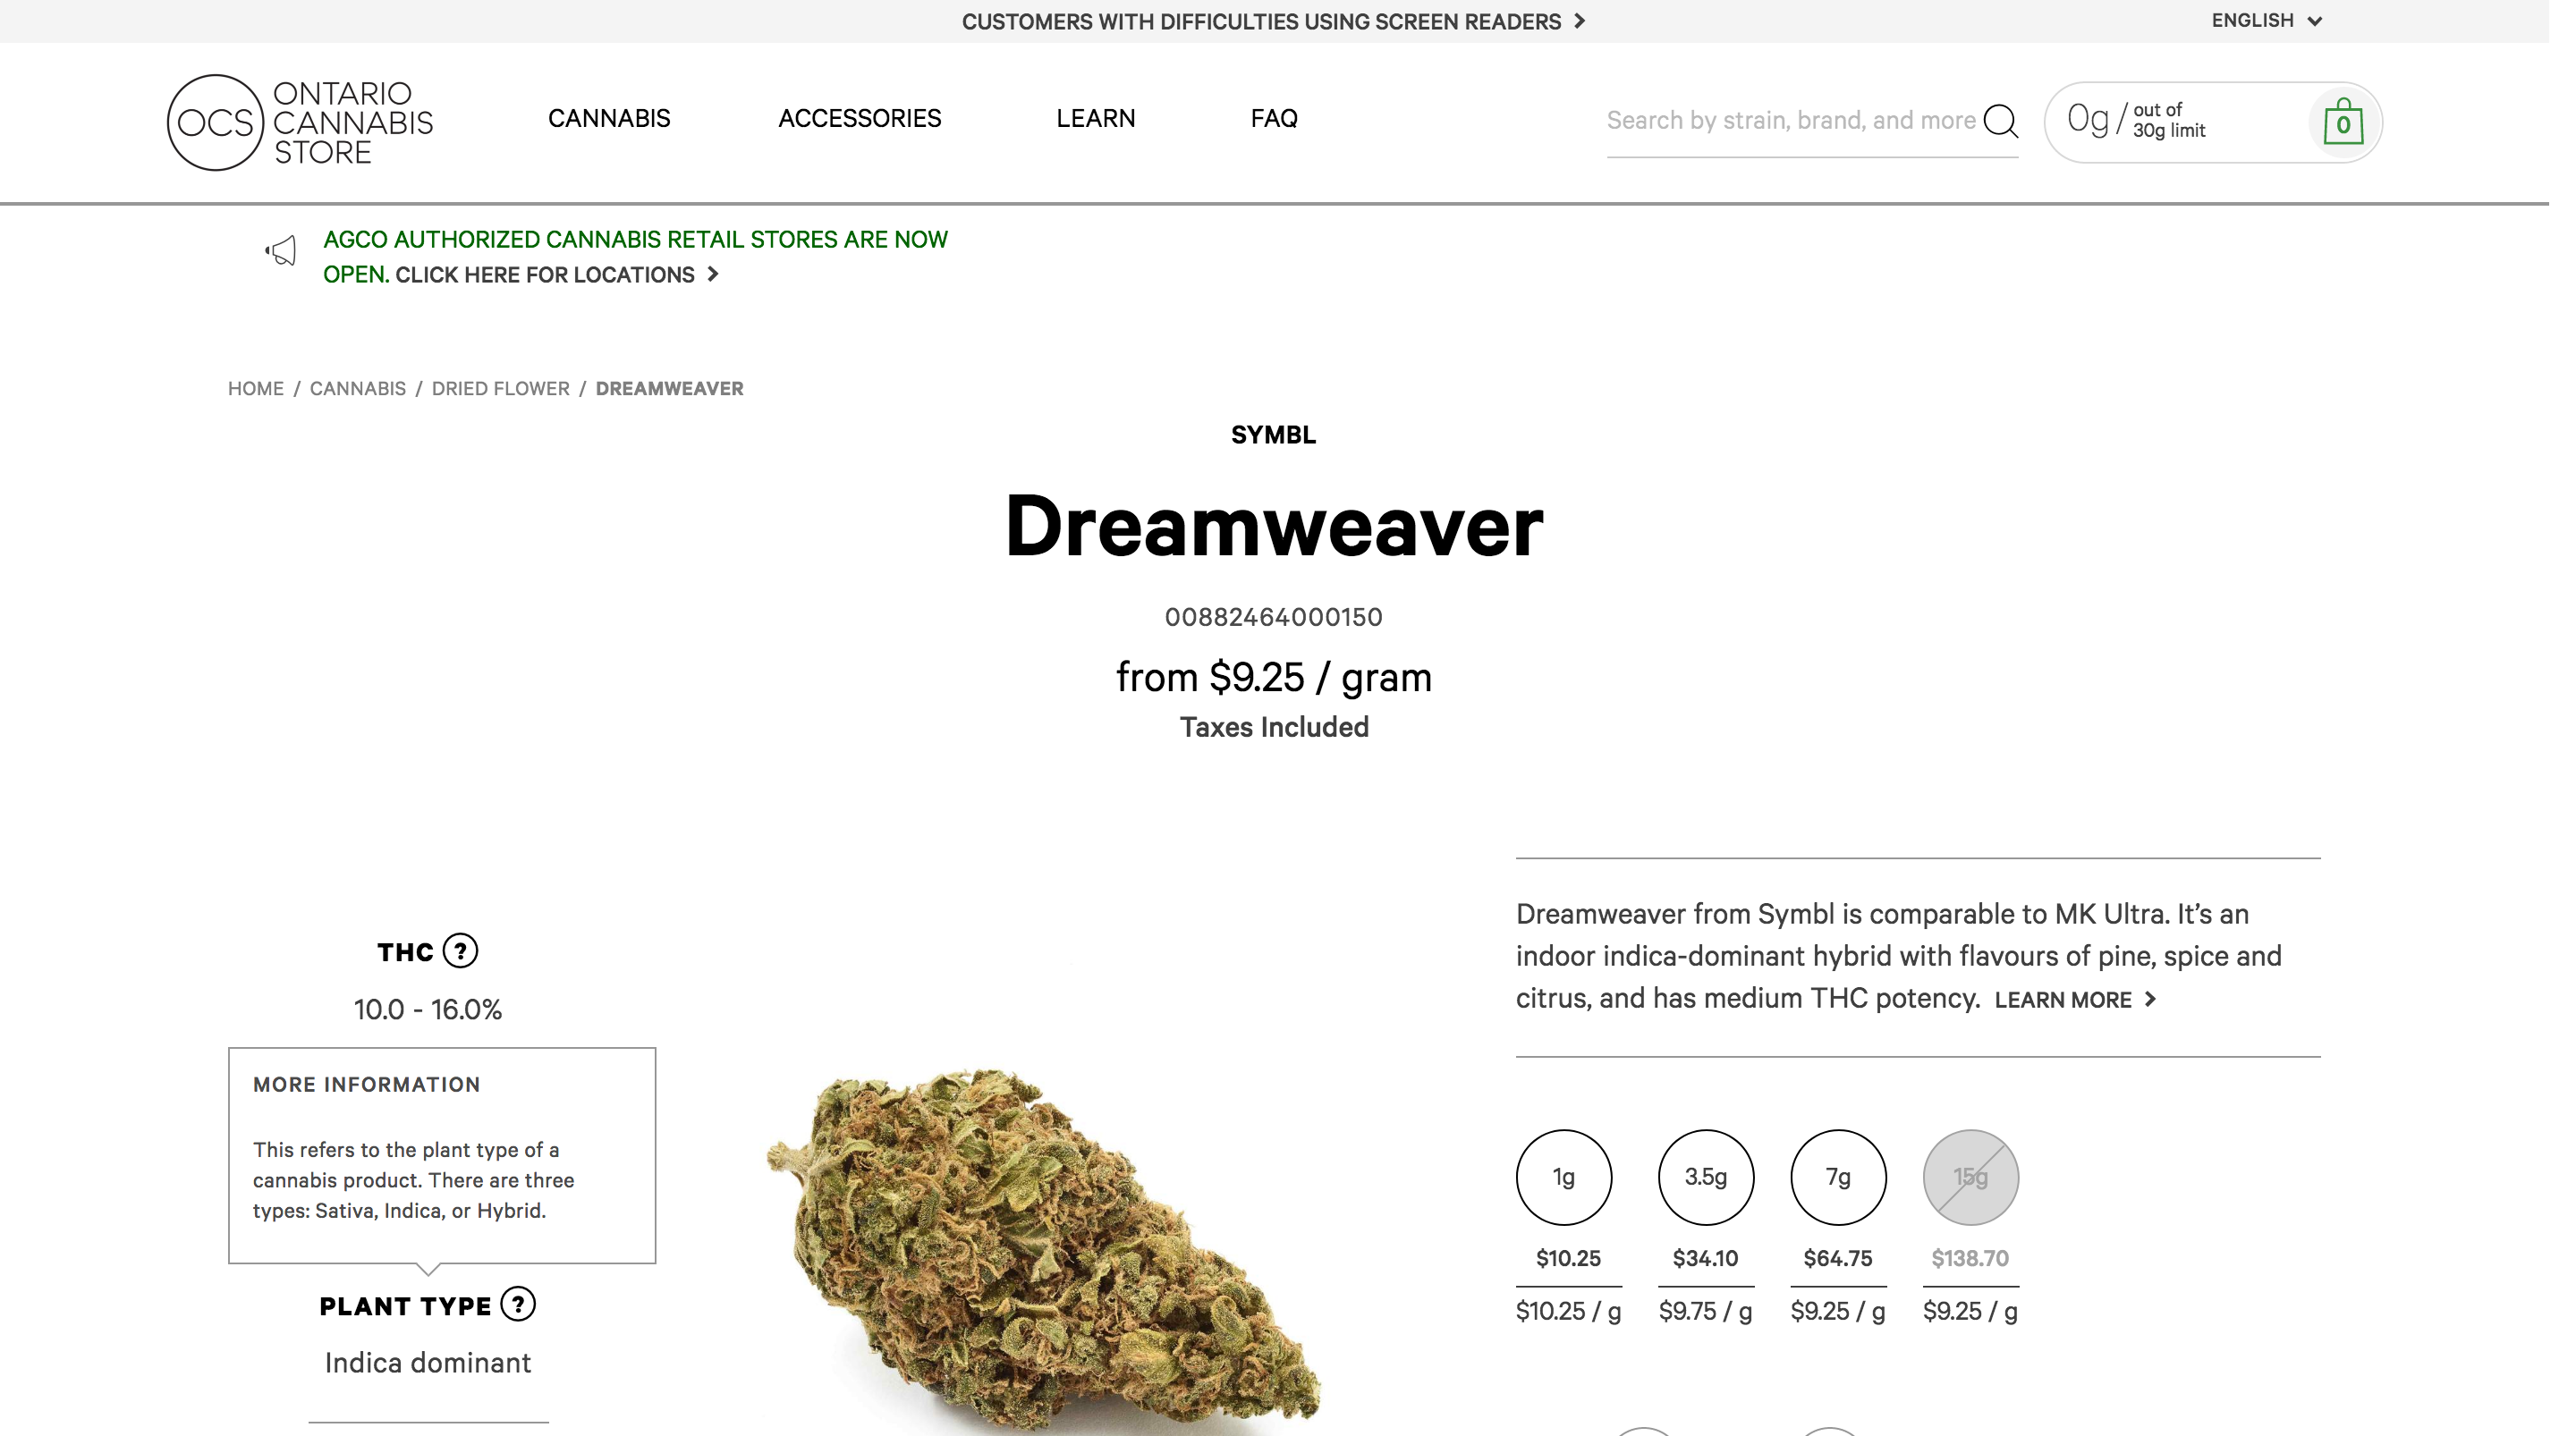 CUSTOMERS WITH DIFFICULTIES USING SCREEN READERS
ENGLISH
OCS
ONTARIO
CANNABIS
STORE
CANNABIS
ACCESSORIES
LEARN
FAQ
Search by strain, brand, and more
0g / out of
30g limit
0
AGCO AUTHORIZED CANNABIS RETAIL STORES ARE NOW
OPEN. CLICK HERE FOR LOCATIONS
HOME / CANNABIS / DRIED FLOWER / DREAMWEAVER
SYMBL
Dreamweaver
00882464000150
from $9.25 / gram
Taxes Included
THC ?
10.0 - 16.0%
MORE INFORMATION
This refers to the plant type of a
cannabis product. There are three
types: Sativa, Indica, or Hybrid.
PLANT TYPE ?
Indica dominant
Dreamweaver from Symbl is comparable to MK Ultra. It’s an
indoor indica-dominant hybrid with flavours of pine, spice and
citrus, and has medium THC potency. LEARN MORE
1g 3.5g 7g 15g
$10.25 $34.10 $64.75 $138.70
$10.25 / g $9.75 / g $9.25 / g $9.25 / g